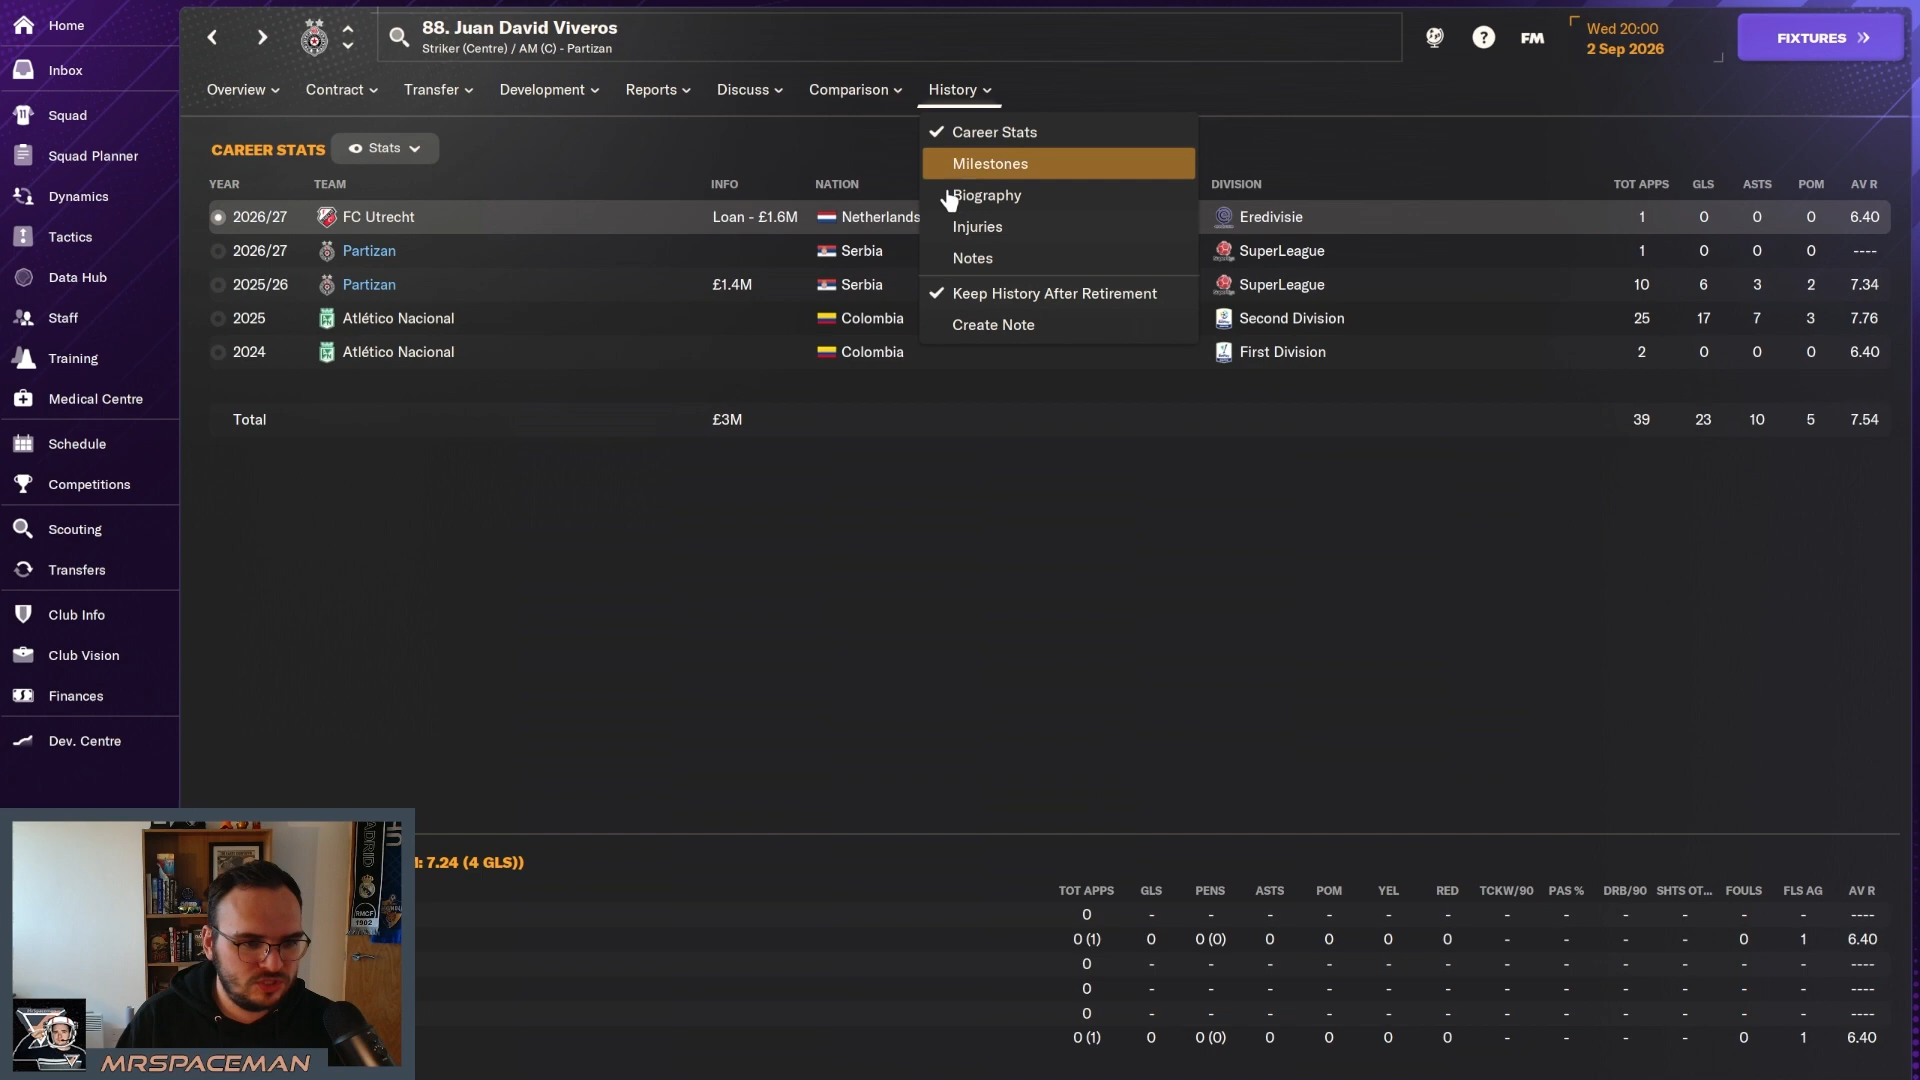 Home
Inbox
Squad
Squad Planner
Dynamics
Tactics
Data Hub
Staff
Training
Medical Centre
Schedule
Competitions
Scouting
Transfers
Club Info
Club Vision
Finances
Dev. Centre
88. Juan David Viveros
Striker (Centre) / AM (C) - Partizan
? FM
Wed 20:00
2 Sep 2026
FIXTURES
Overview Contract Transfer Development Reports Discuss Comparison History
Career Stats
Milestones
Biography
Injuries
Notes
Keep History After Retirement
Create Note
CAREER STATS Stats
YEAR TEAM INFO NATION DIVISION TOT APPS GLS ASTS POM AV R
2026/27 FC Utrecht Loan - £1.6M Netherlands Eredivisie 1 0 0 0 6.40
2026/27 Partizan Serbia SuperLeague 1 0 0 0 ----
2025/26 Partizan £1.4M Serbia SuperLeague 10 6 3 2 7.34
2025 Atlético Nacional Colombia Second Division 25 17 7 3 7.76
2024 Atlético Nacional Colombia First Division 2 0 0 0 6.40
Total £3M 39 23 10 5 7.54
: 7.24 (4 GLS))
TOT APPS GLS PENS ASTS POM YEL RED TCKW/90 PAS % DRB/90 SHTS OT... FOULS FLS AG AV R
0 - - - - - - - - - - - - ----
0 (1) 0 0 (0) 0 0 0 0 - - - - 0 1 6.40
0 - - - - - - - - - - - - ----
0 - - - - - - - - - - - - ----
0 - - - - - - - - - - - - ----
0 (1) 0 0 (0) 0 0 0 0 - - - - 0 1 6.40
RMCF
1902
MRSPACEMAN